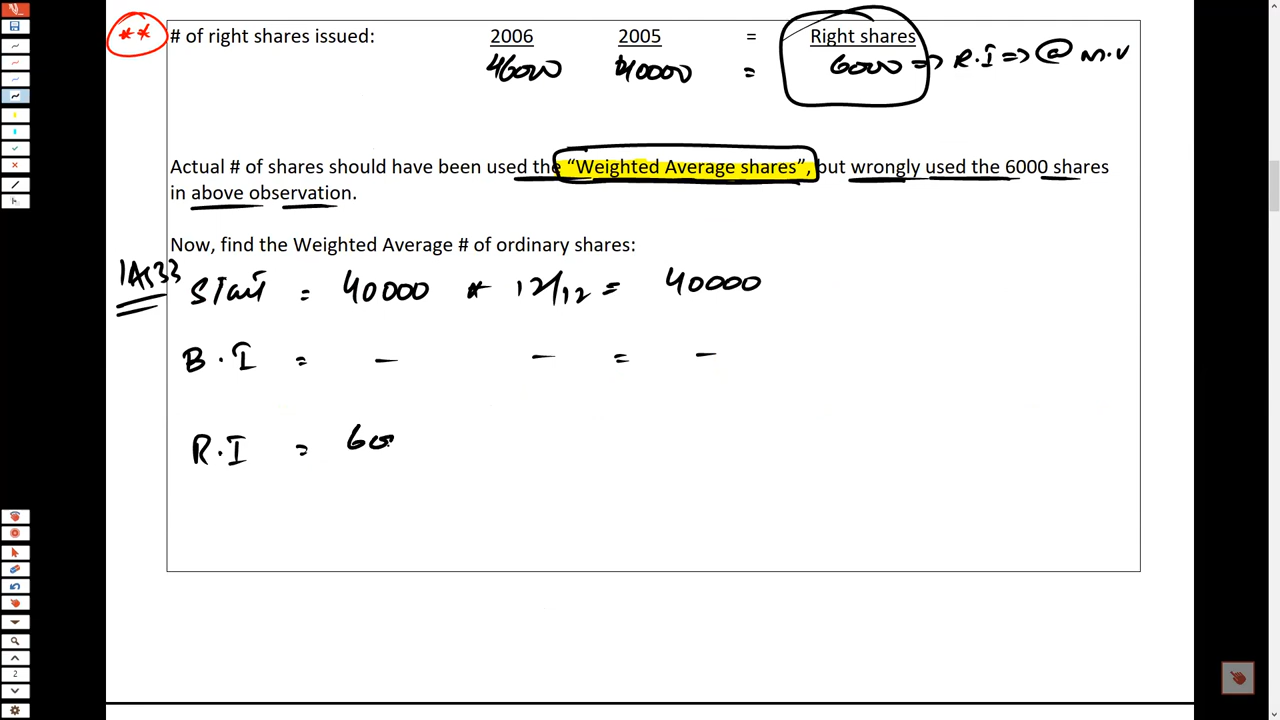 ** # of right shares issued: 2006 2005 = Right shares
46000 40000 = 6000 => R.I => @ m.v
Actual # of shares should have been used the “Weighted Average shares”, but wrongly used the 6000 shares
in above observation.
Now, find the Weighted Average # of ordinary shares:
IAS33 Start = 40000 * 12/12 = 40000
B.I = - - = -
R.I = 600
2